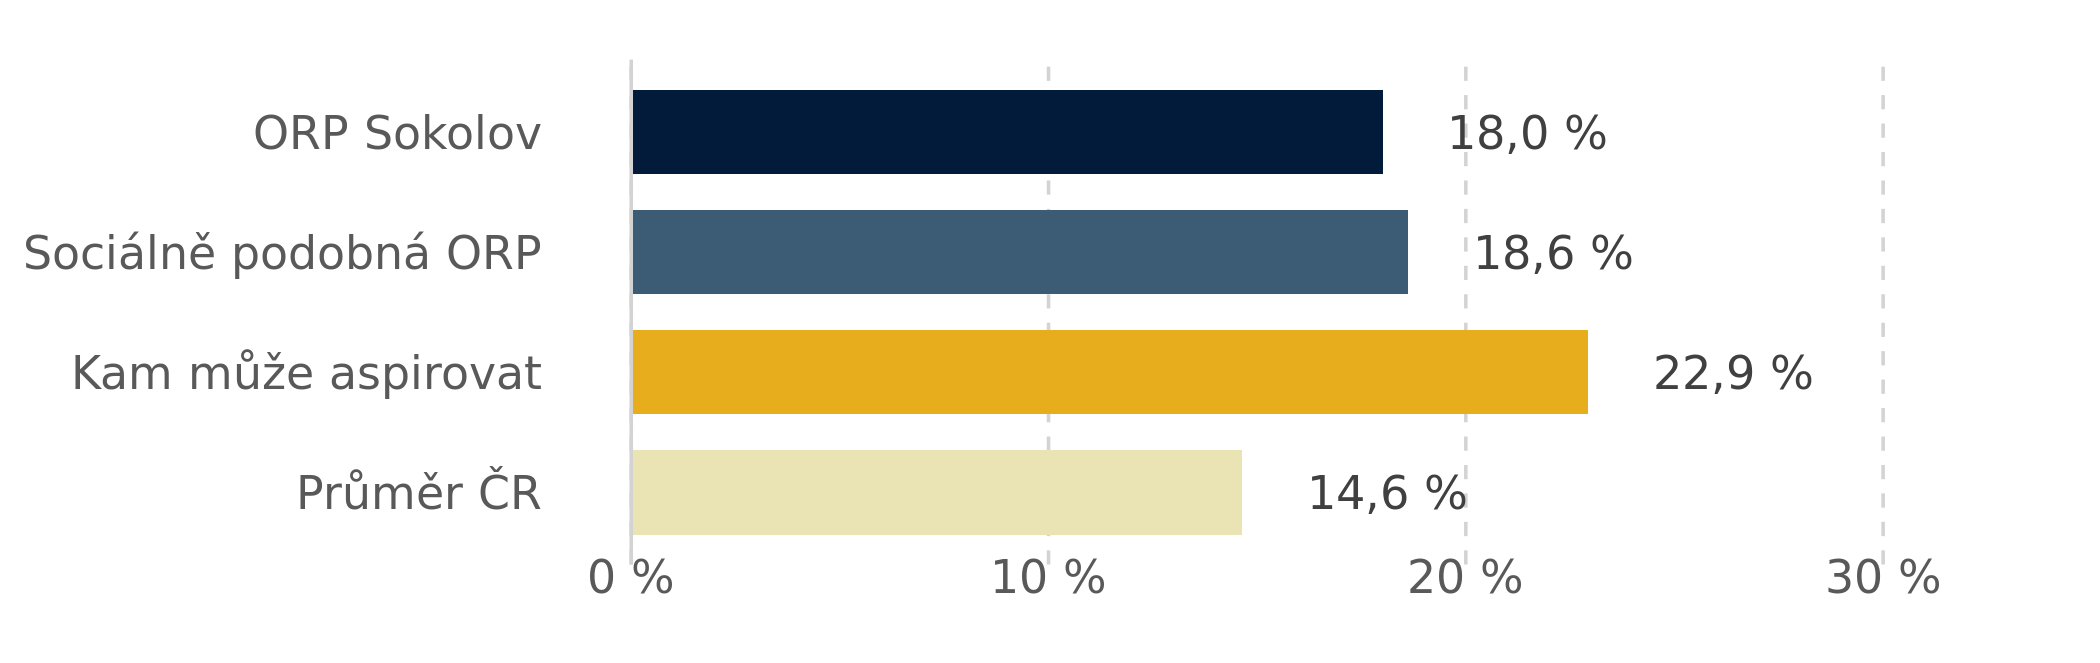 ORP Sokolov 18,0 %
Sociálně podobná ORP 18,6 %
Kam může aspirovat 22,9 %
Průměr ČR 14,6 %
0 % 10 % 20 % 30 %